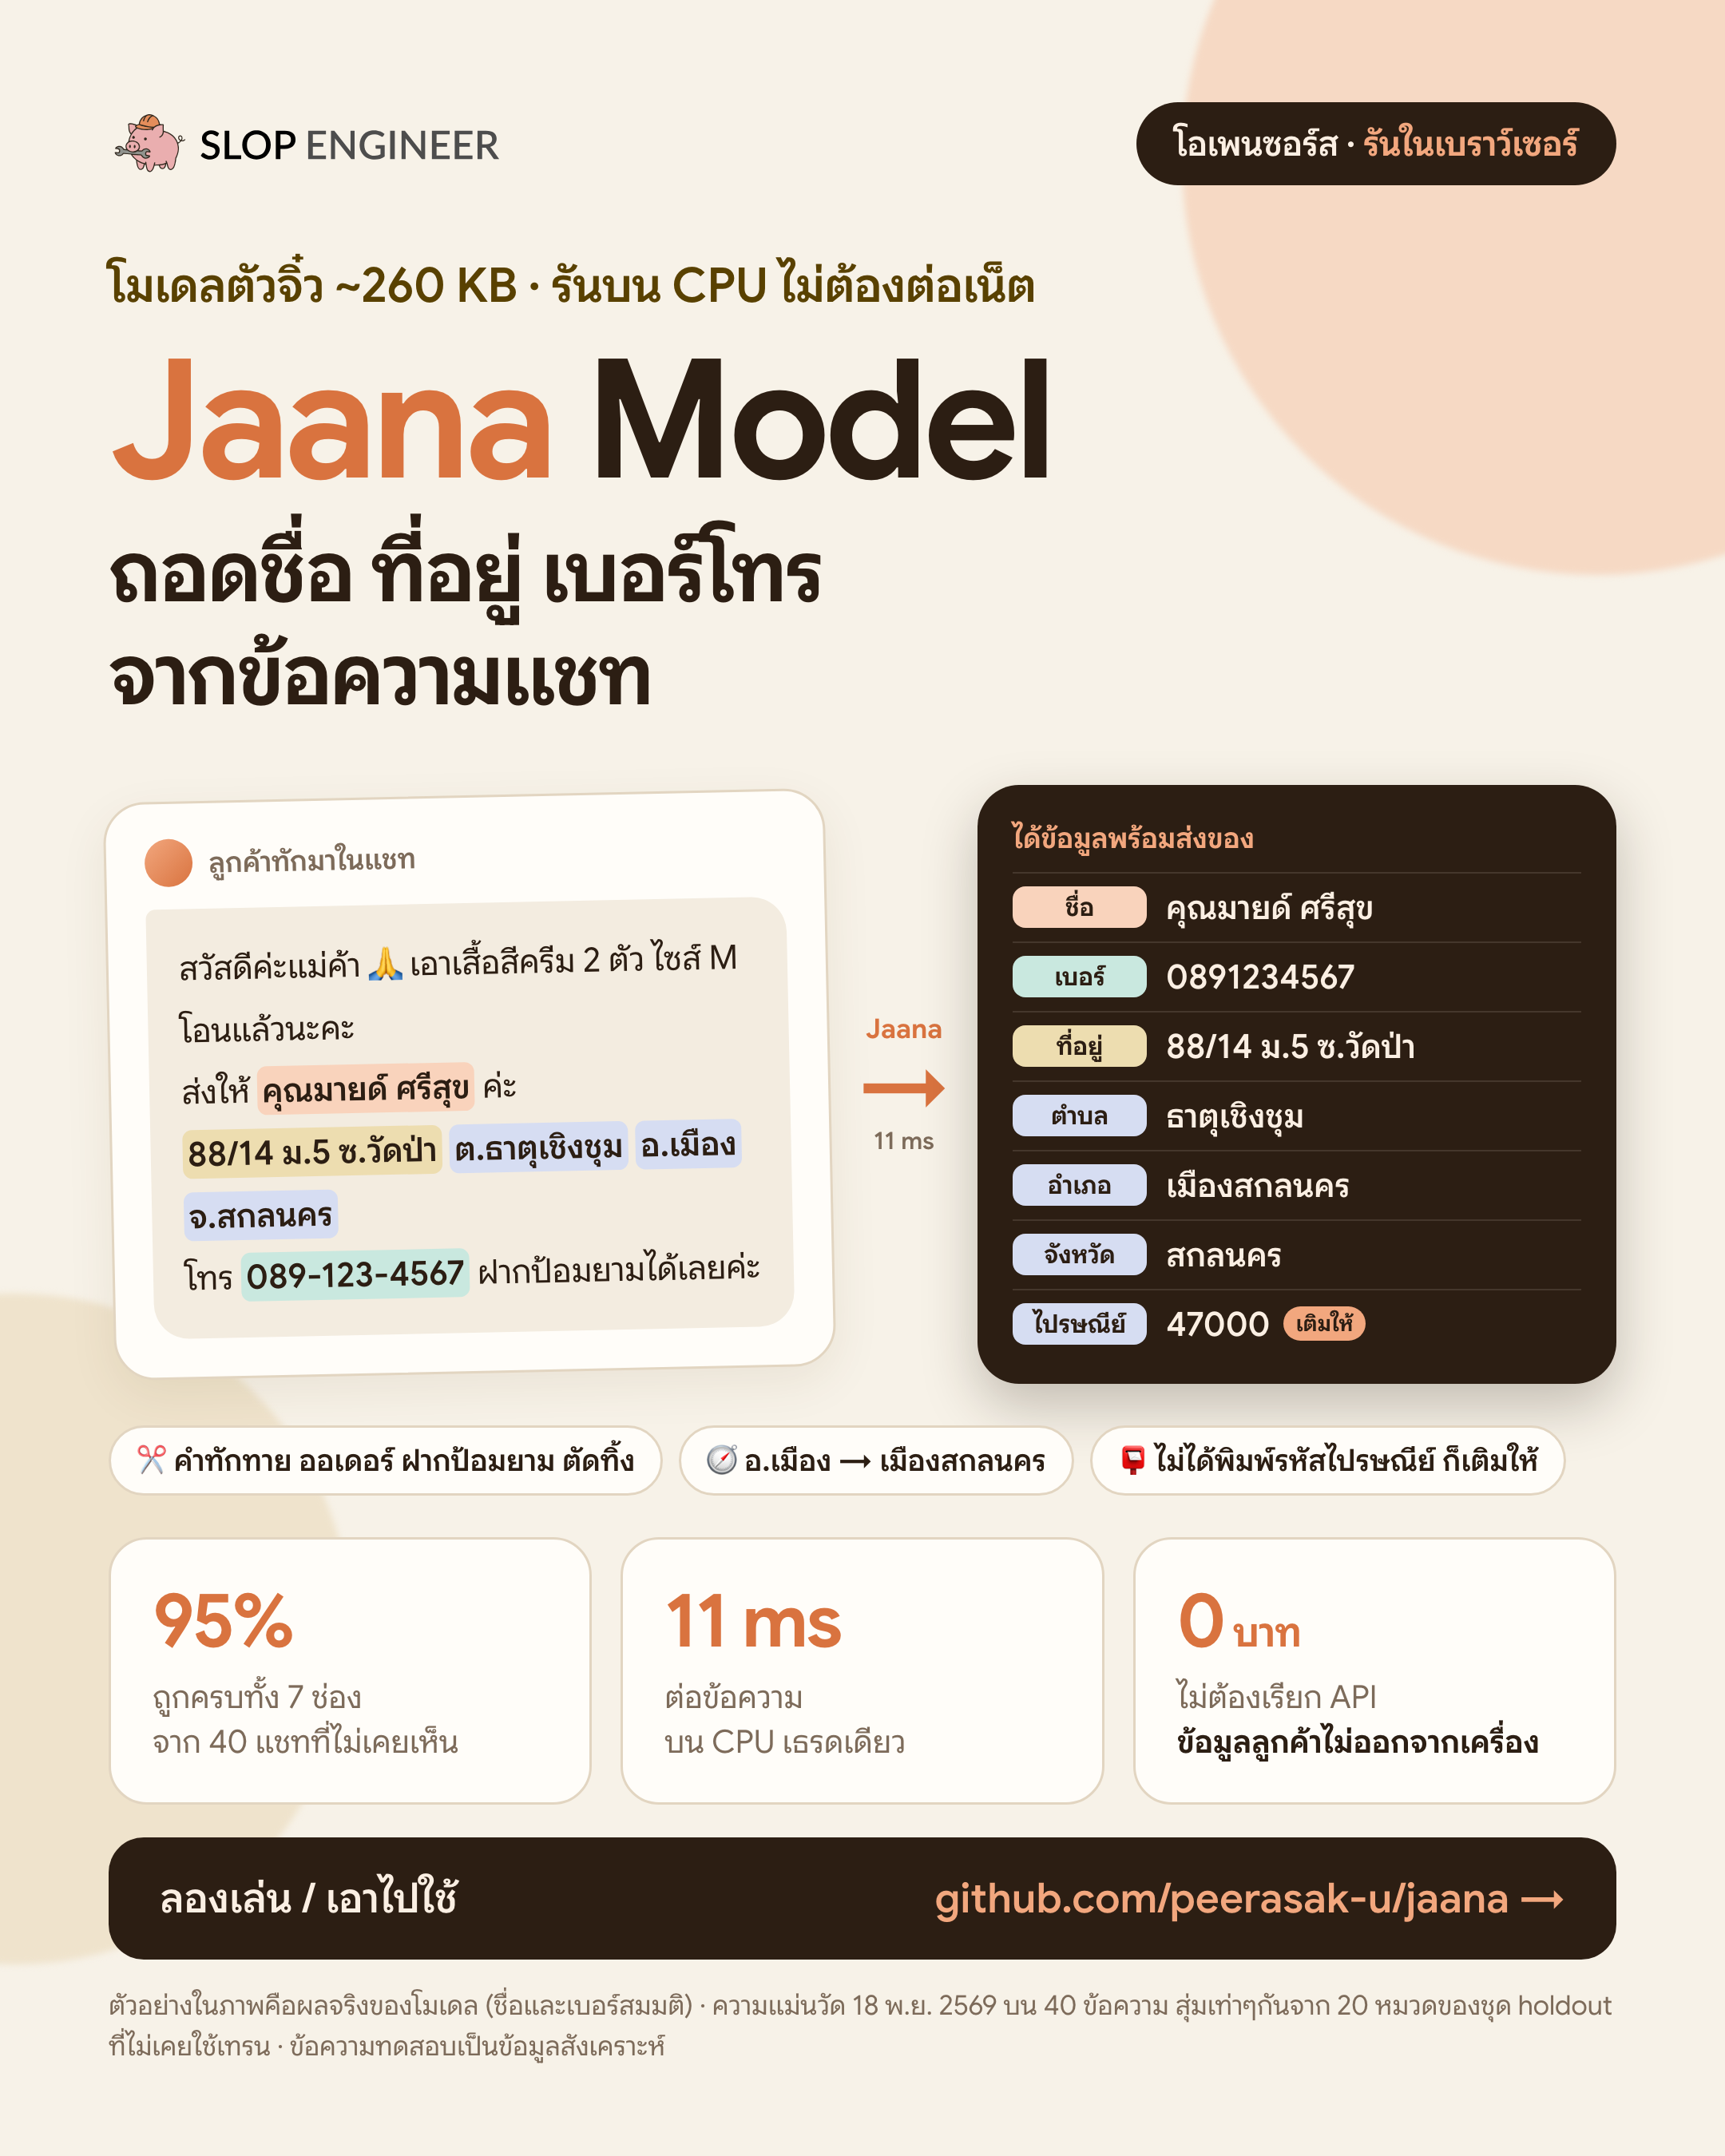 SLOP ENGINEER
โอเพนซอร์ส · รันในเบราว์เซอร์
โมเดลตัวจิ๋ว ~260 KB · รันบน CPU ไม่ต้องต่อเน็ต
Jaana Model
ถอดชื่อ ที่อยู่ เบอร์โทร
จากข้อความแชท
ลูกค้าทักมาในแชท
สวัสดีค่ะแม่ค้า 🙏 เอาเสื้อสีครีม 2 ตัว ไซส์ M
โอนแล้วนะคะ
ส่งให้ คุณมายด์ ศรีสุข ค่ะ
88/14 ม.5 ซ.วัดป่า ต.ธาตุเชิงชุม อ.เมือง
จ.สกลนคร
โทร 089-123-4567 ฝากป้อมยามได้เลยค่ะ
Jaana
→
11 ms
ได้ข้อมูลพร้อมส่งของ
ชื่อ คุณมายด์ ศรีสุข
เบอร์ 0891234567
ที่อยู่ 88/14 ม.5 ซ.วัดป่า
ตำบล ธาตุเชิงชุม
อำเภอ เมืองสกลนคร
จังหวัด สกลนคร
ไปรษณีย์ 47000 เติมให้
✂️ คำทักทาย ออเดอร์ ฝากป้อมยาม ตัดทิ้ง
🧭 อ.เมือง → เมืองสกลนคร
📮 ไม่ได้พิมพ์รหัสไปรษณีย์ ก็เติมให้
95%
ถูกครบทั้ง 7 ช่อง
จาก 40 แชทที่ไม่เคยเห็น
11 ms
ต่อข้อความ
บน CPU เธรดเดียว
0 บาท
ไม่ต้องเรียก API
ข้อมูลลูกค้าไม่ออกจากเครื่อง
ลองเล่น / เอาไปใช้
github.com/peerasak-u/jaana →
ตัวอย่างในภาพคือผลจริงของโมเดล (ชื่อและเบอร์สมมติ) · ความแม่นวัด 18 พ.ย. 2569 บน 40 ข้อความ สุ่มเท่าๆกันจาก 20 หมวดของชุด holdout
ที่ไม่เคยใช้เทรน · ข้อความทดสอบเป็นข้อมูลสังเคราะห์